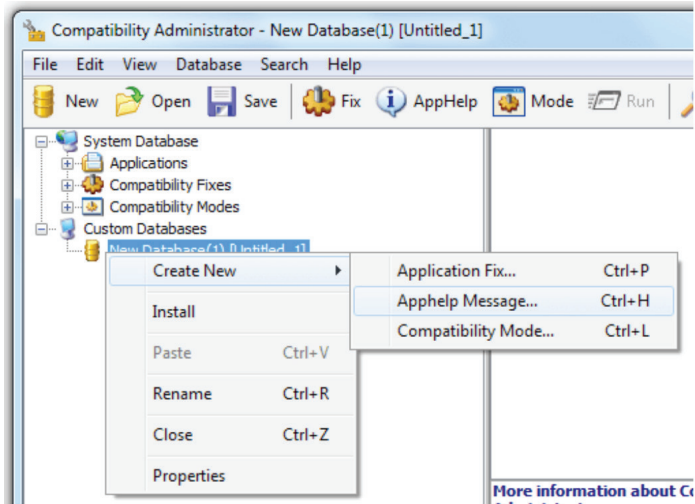 Compatibility Administrator - New Database(1) [Untitled_1]
File Edit View Database Search Help
New Open Save Fix AppHelp Mode Run
System Database
Applications
Compatibility Fixes
Compatibility Modes
Custom Databases
New Database(1) [Untitled_1]
Create New
Application Fix... Ctrl+P
Apphelp Message... Ctrl+H
Compatibility Mode... Ctrl+L
Install
Paste Ctrl+V
Rename Ctrl+R
Close Ctrl+Z
Properties
More information about